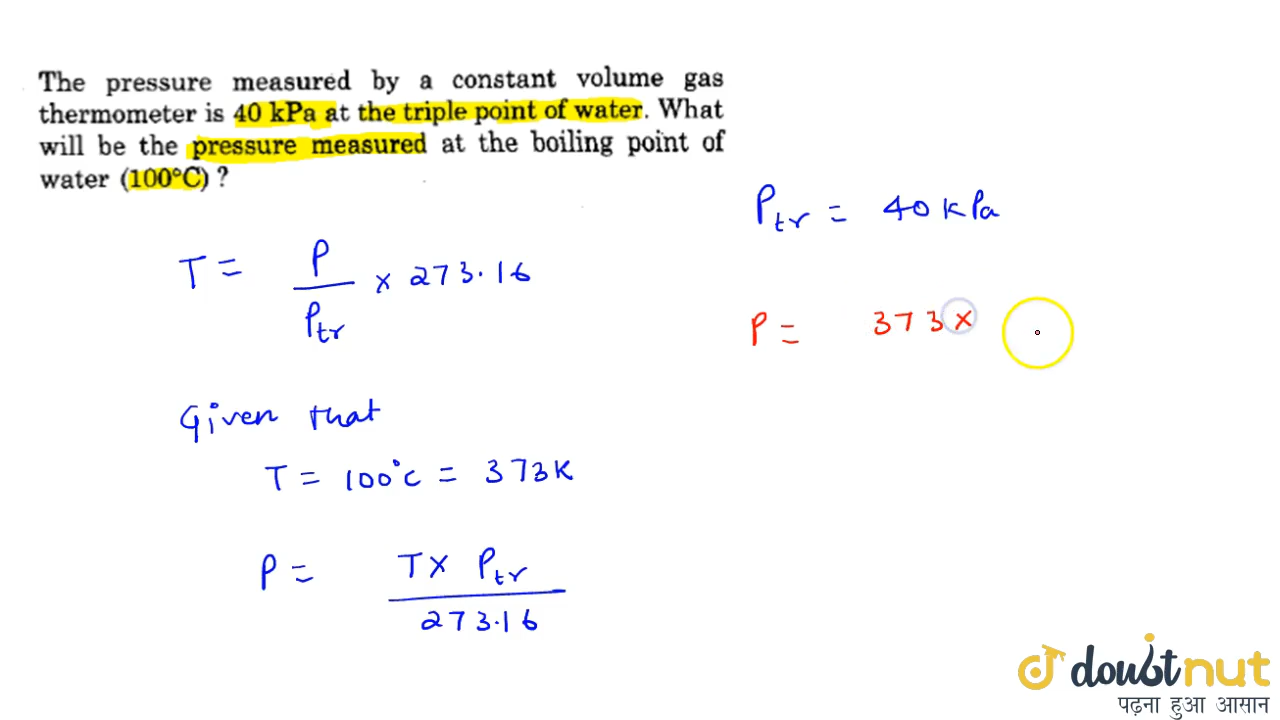 The pressure measured by a constant volume gas
thermometer is 40 kPa at the triple point of water. What
will be the pressure measured at the boiling point of
water (100°C) ?
T = P / Ptr × 273.16
Given that
T = 100°C = 373K
P = T × Ptr / 273.16
Ptr = 40 kPa
P = 373 ×
doubtnut
पढ़ना हुआ आसान